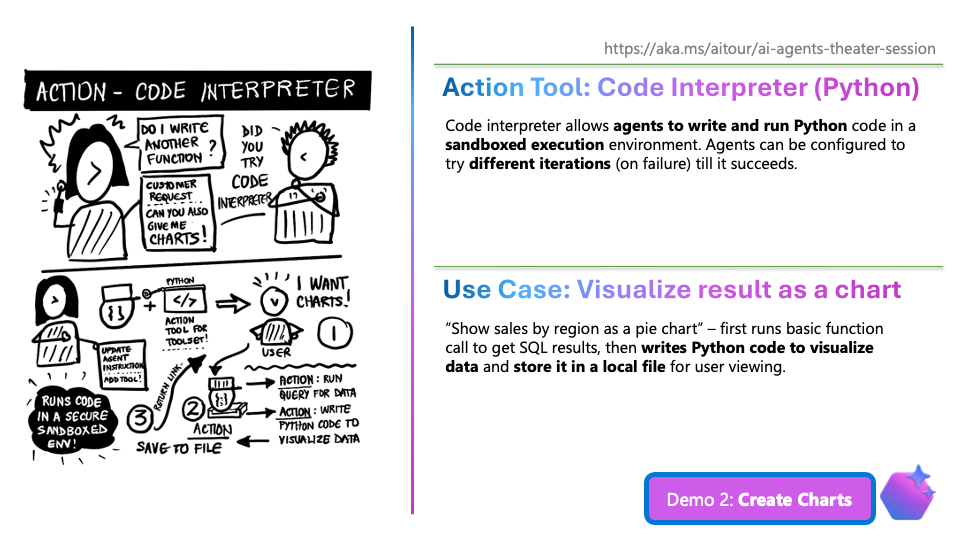 https://aka.ms/aitour/ai-agents-theater-session
ACTION - CODE INTERPRETER
DO I WRITE
ANOTHER
FUNCTION ?
CUSTOMER
REQUEST
CAN YOU ALSO
GIVE ME
CHARTS!
DID
YOU
TRY
CODE
INTERPRETER
PYTHON
</>
ACTION
TOOL FOR
TOOLSET!
I WANT
CHARTS!
1
USER
UPDATE
AGENT
INSTRUCTION
ADD TOOL!
RUNS CODE
IN A SECURE
SANDBOXED
ENV!
3
RETURN LINK
2
ACTION
SAVE TO FILE
ACTION: RUN
QUERY FOR DATA
ACTION: WRITE
PYTHON CODE TO
VISUALIZE DATA
Action Tool: Code Interpreter (Python)
Code interpreter allows agents to write and run Python code in a
sandboxed execution environment. Agents can be configured to
try different iterations (on failure) till it succeeds.
Use Case: Visualize result as a chart
“Show sales by region as a pie chart” – first runs basic function
call to get SQL results, then writes Python code to visualize
data and store it in a local file for user viewing.
Demo 2: Create Charts